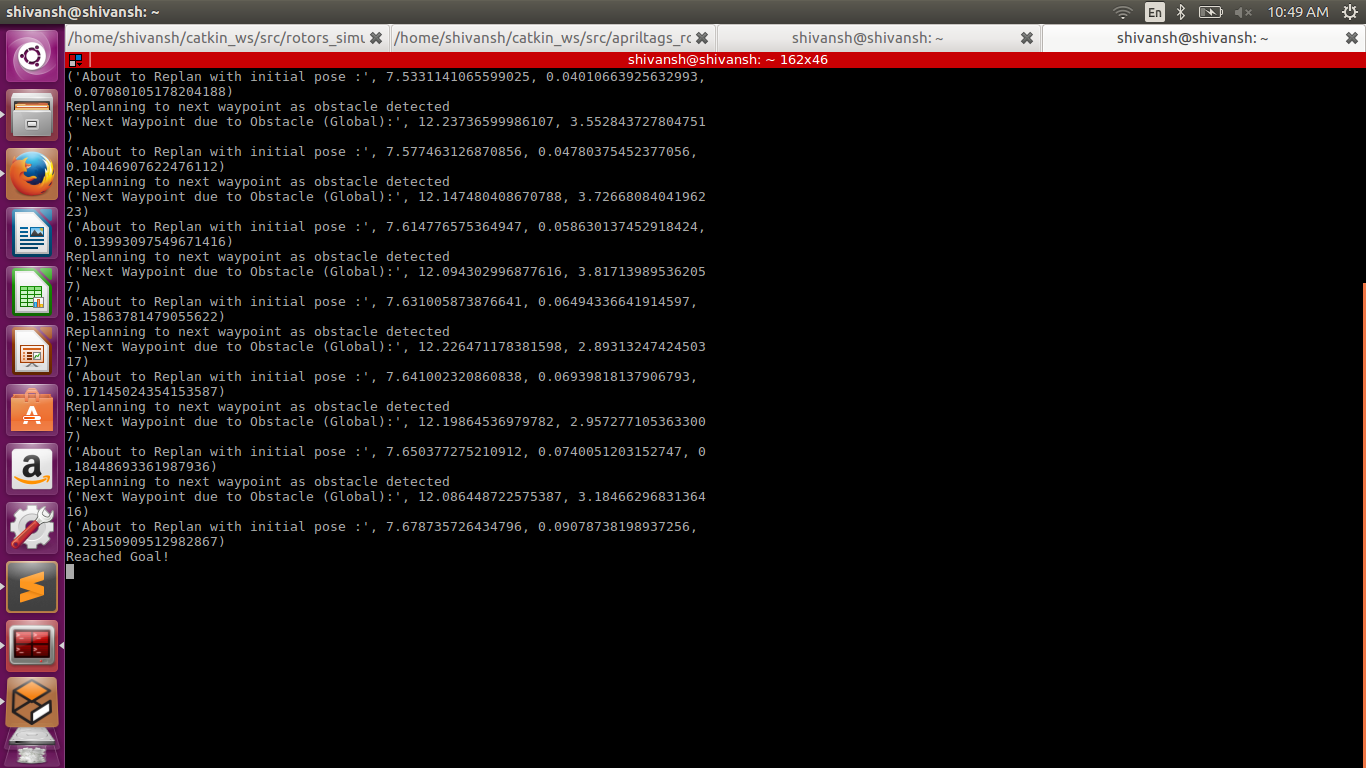 shivansh@shivansh: ~
En
10:49 AM
/home/shivansh/catkin_ws/src/rotors_simu
/home/shivansh/catkin_ws/src/apriltags_ro
shivansh@shivansh: ~
shivansh@shivansh: ~
shivansh@shivansh: ~ 162x46
('About to Replan with initial pose :', 7.5331141065599025, 0.04010663925632993,
0.07080105178204188)
Replanning to next waypoint as obstacle detected
('Next Waypoint due to Obstacle (Global):', 12.23736599986107, 3.552843727804751
)
('About to Replan with initial pose :', 7.577463126870856, 0.04780375452377056,
0.10446907622476112)
Replanning to next waypoint as obstacle detected
('Next Waypoint due to Obstacle (Global):', 12.147480408670788, 3.72668084041962
23)
('About to Replan with initial pose :', 7.614776575364947, 0.058630137452918424,
0.13993097549671416)
Replanning to next waypoint as obstacle detected
('Next Waypoint due to Obstacle (Global):', 12.094302996877616, 3.81713989536205
7)
('About to Replan with initial pose :', 7.631005873876641, 0.06494336641914597,
0.15863781479055622)
Replanning to next waypoint as obstacle detected
('Next Waypoint due to Obstacle (Global):', 12.226471178381598, 2.89313247424503
17)
('About to Replan with initial pose :', 7.641002320860838, 0.06939818137906793,
0.17145024354153587)
Replanning to next waypoint as obstacle detected
('Next Waypoint due to Obstacle (Global):', 12.19864536979782, 2.957277105363300
7)
('About to Replan with initial pose :', 7.650377275210912, 0.0740051203152747, 0
.18448693361987936)
Replanning to next waypoint as obstacle detected
('Next Waypoint due to Obstacle (Global):', 12.086448722575387, 3.18466296831364
16)
('About to Replan with initial pose :', 7.678735726434796, 0.09078738198937256,
0.23150909512982867)
Reached Goal!